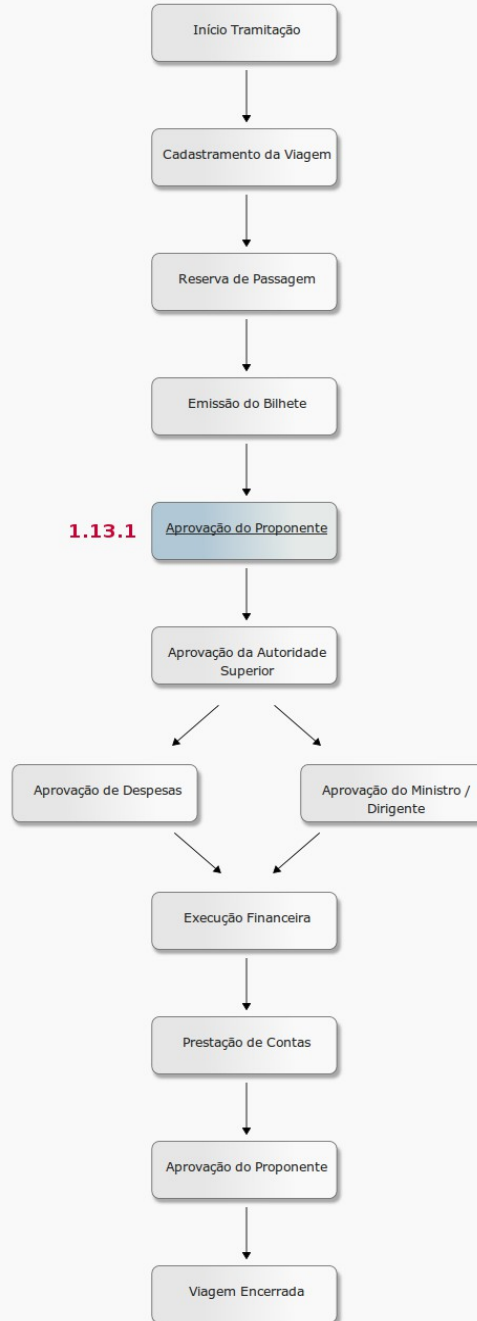 Início Tramitação
Cadastramento da Viagem
Reserva de Passagem
Emissão do Bilhete
1.13.1
Aprovação do Proponente
Aprovação da Autoridade
Superior
Aprovação de Despesas
Aprovação do Ministro /
Dirigente
Execução Financeira
Prestação de Contas
Aprovação do Proponente
Viagem Encerrada